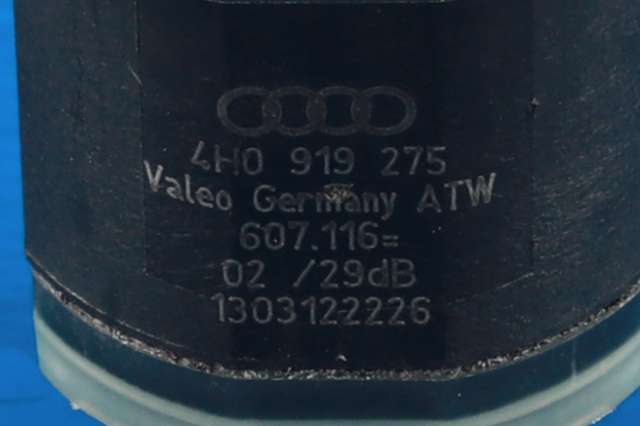 4H0 919 275
Valeo Germany ATW
607.116=
02 /29dB
1303122226